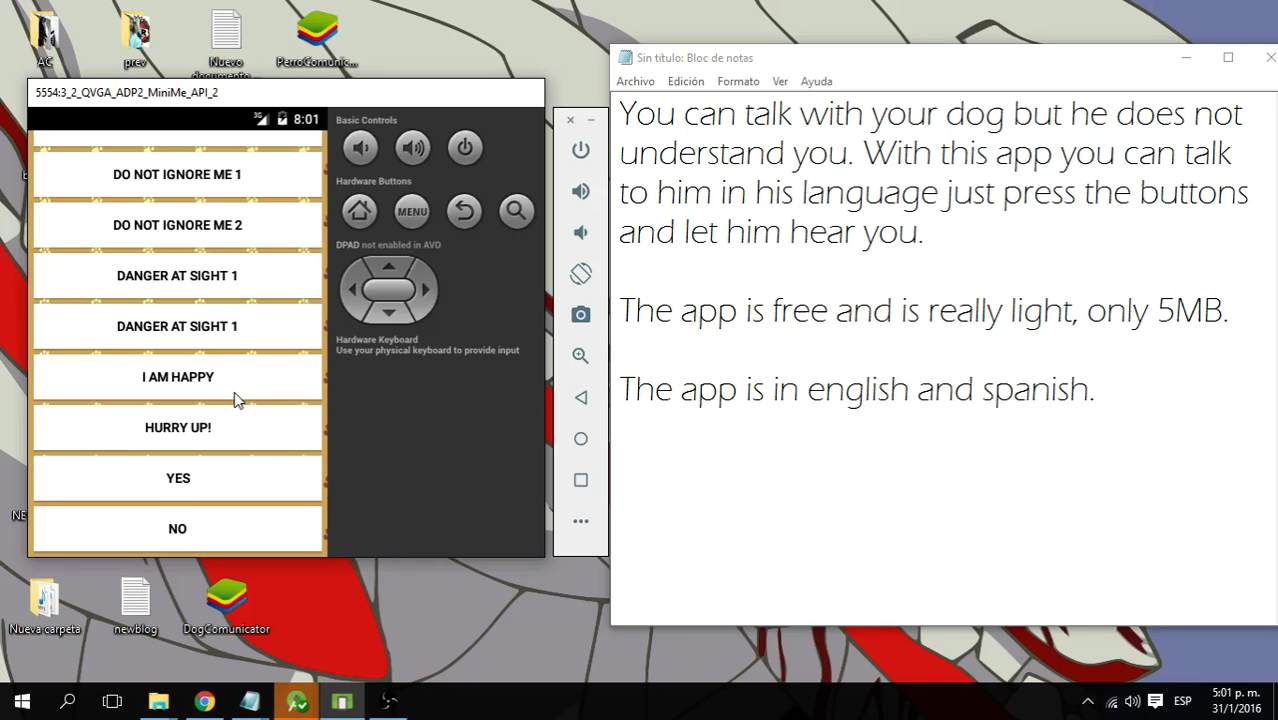 AC
prev
Nuevo
documento ...
PerroComunic...
5554:3_2_QVGA_ADP2_MiniMe_API_2
3G
8:01
DO NOT IGNORE ME 1
DO NOT IGNORE ME 2
DANGER AT SIGHT 1
DANGER AT SIGHT 1
I AM HAPPY
HURRY UP!
YES
NO
Basic Controls
Hardware Buttons
MENU
DPAD not enabled in AVD
Hardware Keyboard
Use your physical keyboard to provide input
Sin título: Bloc de notas
Archivo Edición Formato Ver Ayuda
You can talk with your dog but he does not
understand you. With this app you can talk
to him in his language just press the buttons
and let him hear you.
The app is free and is really light, only 5MB.
The app is in english and spanish.
NE
Nueva carpeta
newblog
DogComunicator
ESP
5:01 p. m.
31/1/2016